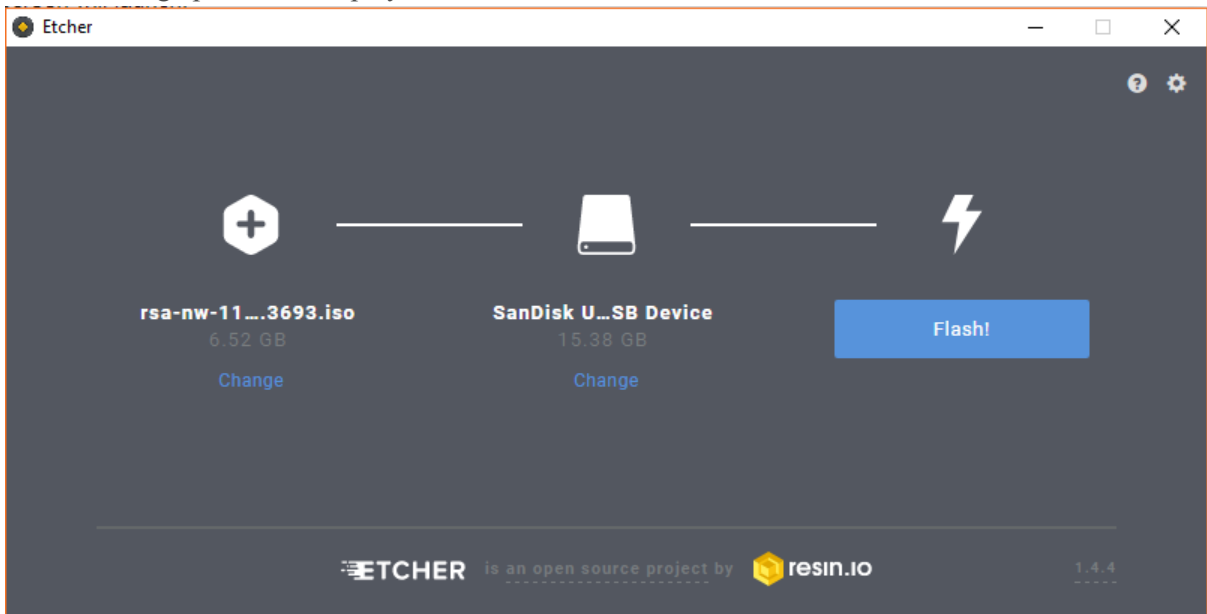 Etcher
rsa-nw-11....3693.iso
6.52 GB
Change
SanDisk U...SB Device
15.38 GB
Change
Flash!
ETCHER is an open source project by resin.io
1.4.4